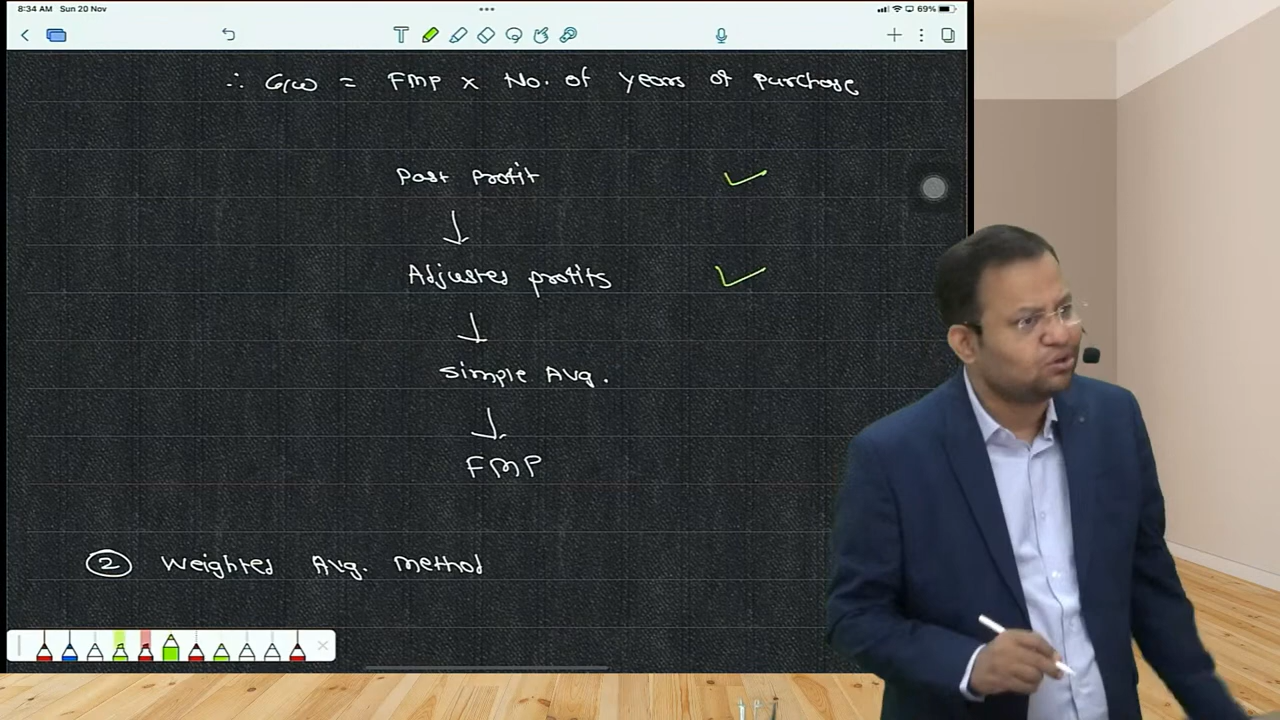 8:34 AM Sun 20 Nov
69%
∴ G/W = FMP x No. of years of purchase
Past profit
↓
Adjusted profits
↓
Simple Avg.
↓
FMP
② Weighted Avg. method